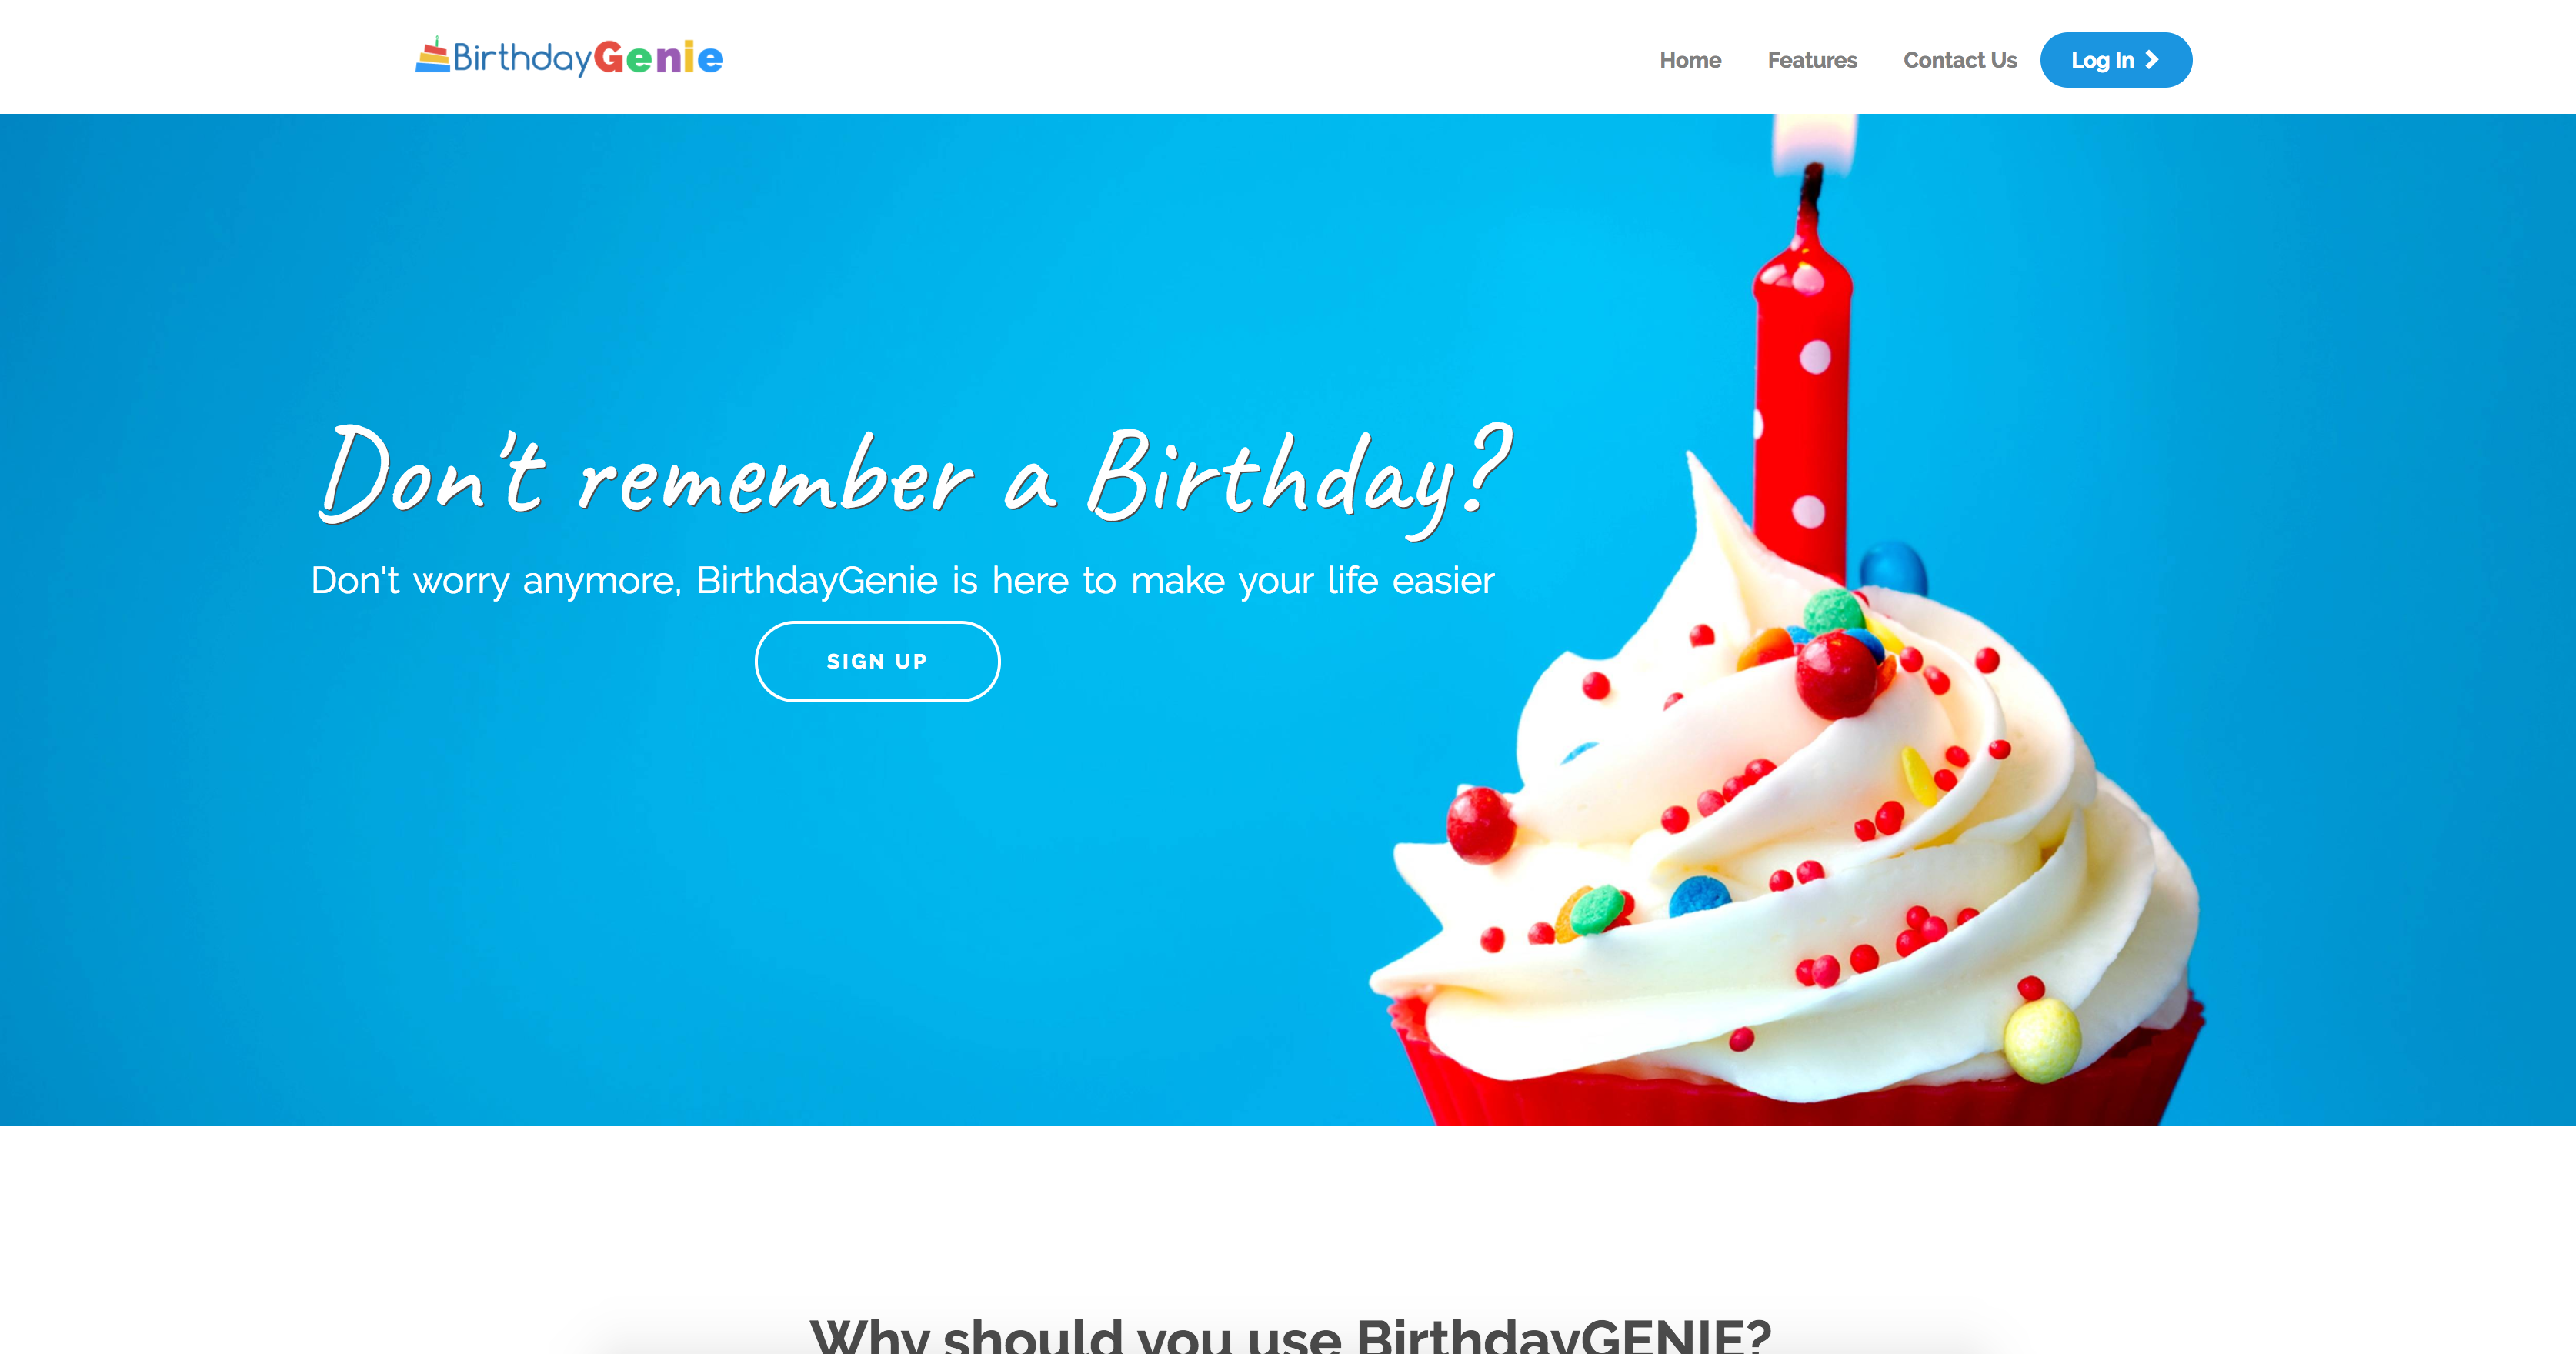 BirthdayGenie
Home Features Contact Us Log In
Don't remember a Birthday?
Don't worry anymore, BirthdayGenie is here to make your life easier
SIGN UP
Why should you use BirthdayGENIE?